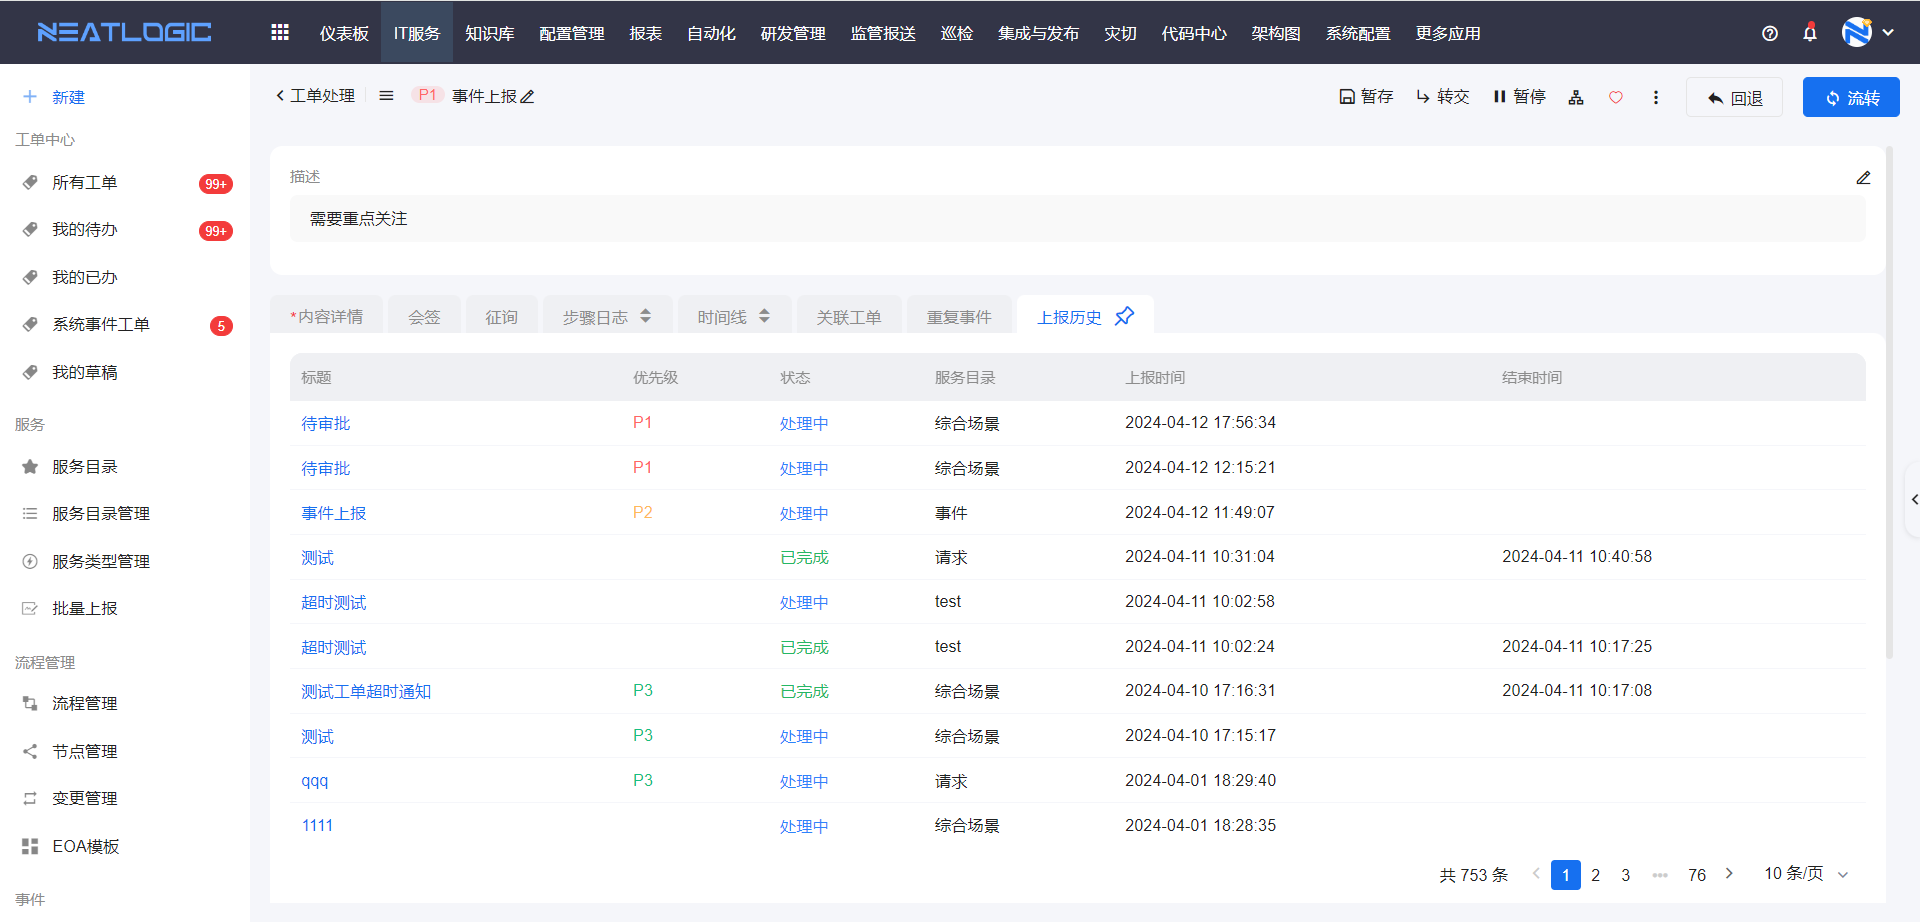 NEATLOGIC 仪表板 IT服务 知识库 配置管理 报表 自动化 研发管理 监管报送 巡检 集成与发布 灾切 代码中心 架构图 系统配置 更多应用
新建
工单中心
所有工单 99+
我的待办 99+
我的已办
系统事件工单 5
我的草稿
服务
服务目录
服务目录管理
服务类型管理
批量上报
流程管理
流程管理
节点管理
变更管理
EOA模板
事件
工单处理 P1 事件上报 暂存 转交 暂停 回退 流转
描述
需要重点关注
*内容详情 会签 征询 步骤日志 时间线 关联工单 重复事件 上报历史
标题 优先级 状态 服务目录 上报时间 结束时间
待审批 P1 处理中 综合场景 2024-04-12 17:56:34
待审批 P1 处理中 综合场景 2024-04-12 12:15:21
事件上报 P2 处理中 事件 2024-04-12 11:49:07
测试 已完成 请求 2024-04-11 10:31:04 2024-04-11 10:40:58
超时测试 处理中 test 2024-04-11 10:02:58
超时测试 已完成 test 2024-04-11 10:02:24 2024-04-11 10:17:25
测试工单超时通知 P3 已完成 综合场景 2024-04-10 17:16:31 2024-04-11 10:17:08
测试 P3 处理中 综合场景 2024-04-10 17:15:17
qqq P3 处理中 请求 2024-04-01 18:29:40
1111 处理中 综合场景 2024-04-01 18:28:35
共 753 条 1 2 3 ••• 76 10 条/页